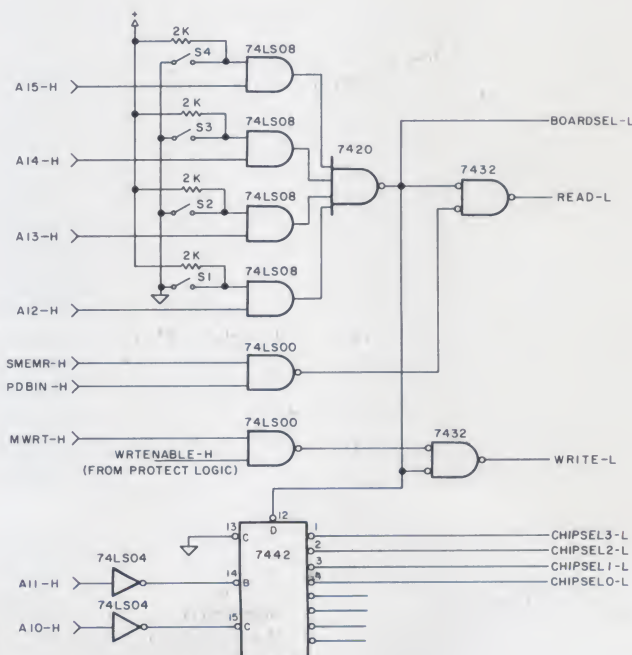 +
2K
S4
74LS08
A15-H
BOARDSEL-L
2K
S3
74LS08
A14-H
7420
7432
READ-L
2K
S2
74LS08
A13-H
2K
S1
74LS08
A12-H
74LS00
SMEMR-H
PDBIN-H
74LS00
MWRT-H
7432
WRTENABLE-H
(FROM PROTECT LOGIC)
WRITE-L
12
D
13
C
7442
1
CHIPSEL3-L
2
CHIPSEL2-L
3
CHIPSEL1-L
4
CHIPSEL0-L
74LS04
A11-H
14
B
74LS04
A10-H
15
C